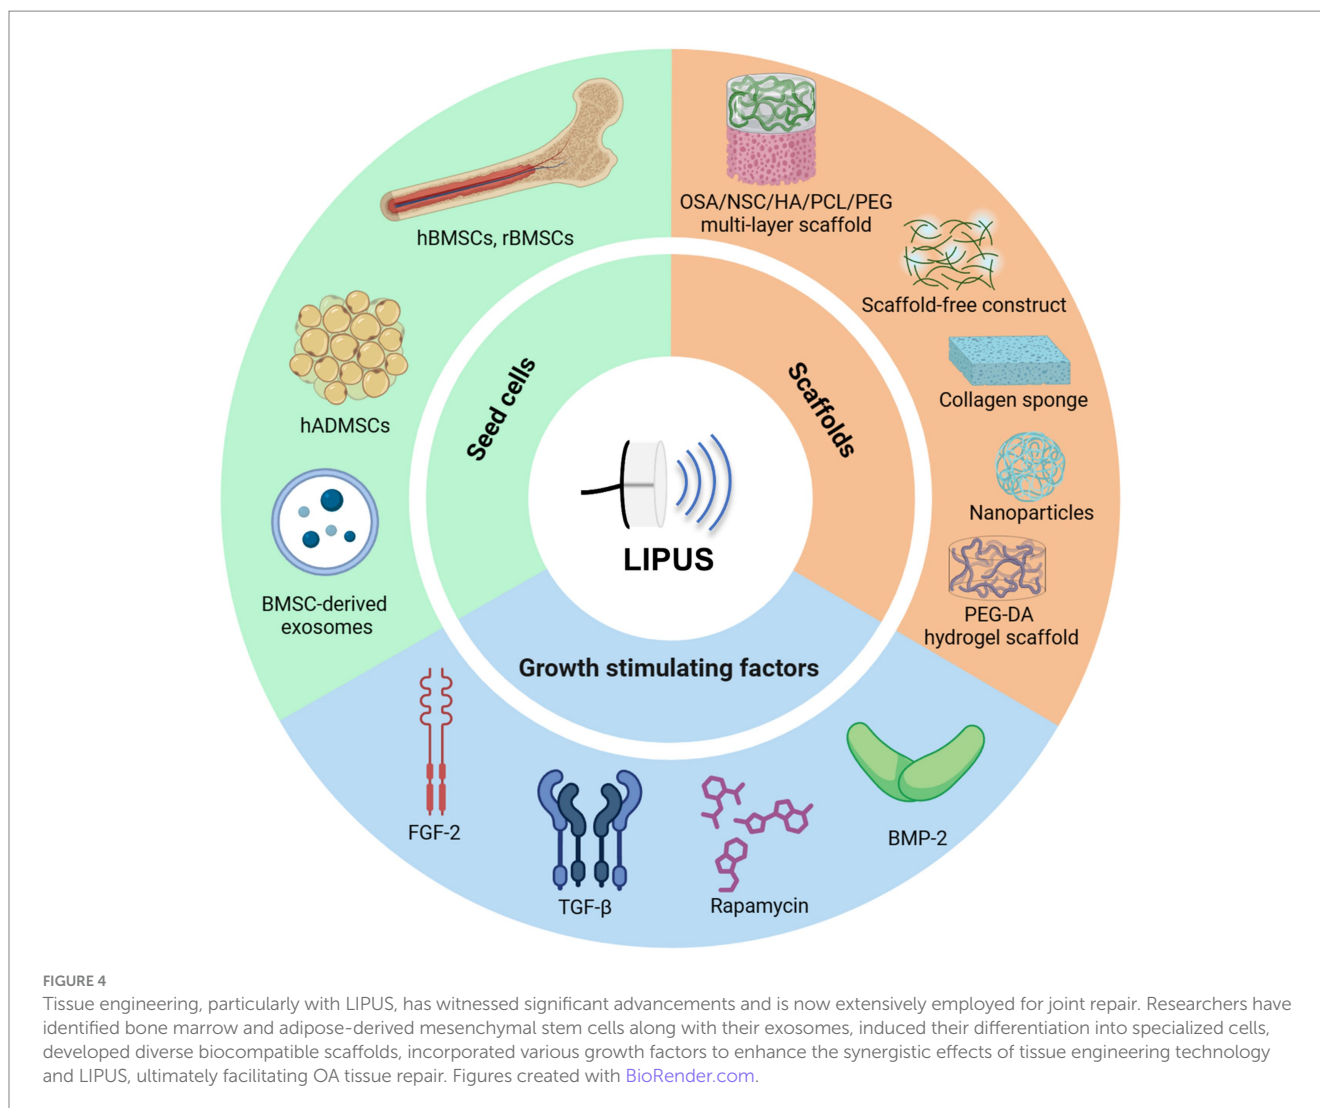 OSA/NSC/HA/PCL/PEG
multi-layer scaffold
hBMSCs, rBMSCs
Scaffold-free construct
Seed cells
Scaffolds
Collagen sponge
hADMSCs
Nanoparticles
LIPUS
BMSC-derived
exosomes
PEG-DA
hydrogel scaffold
Growth stimulating factors
FGF-2
TGF-β
Rapamycin
BMP-2
FIGURE 4
Tissue engineering, particularly with LIPUS, has witnessed significant advancements and is now extensively employed for joint repair. Researchers have
identified bone marrow and adipose-derived mesenchymal stem cells along with their exosomes, induced their differentiation into specialized cells,
developed diverse biocompatible scaffolds, incorporated various growth factors to enhance the synergistic effects of tissue engineering technology
and LIPUS, ultimately facilitating OA tissue repair. Figures created with BioRender.com.